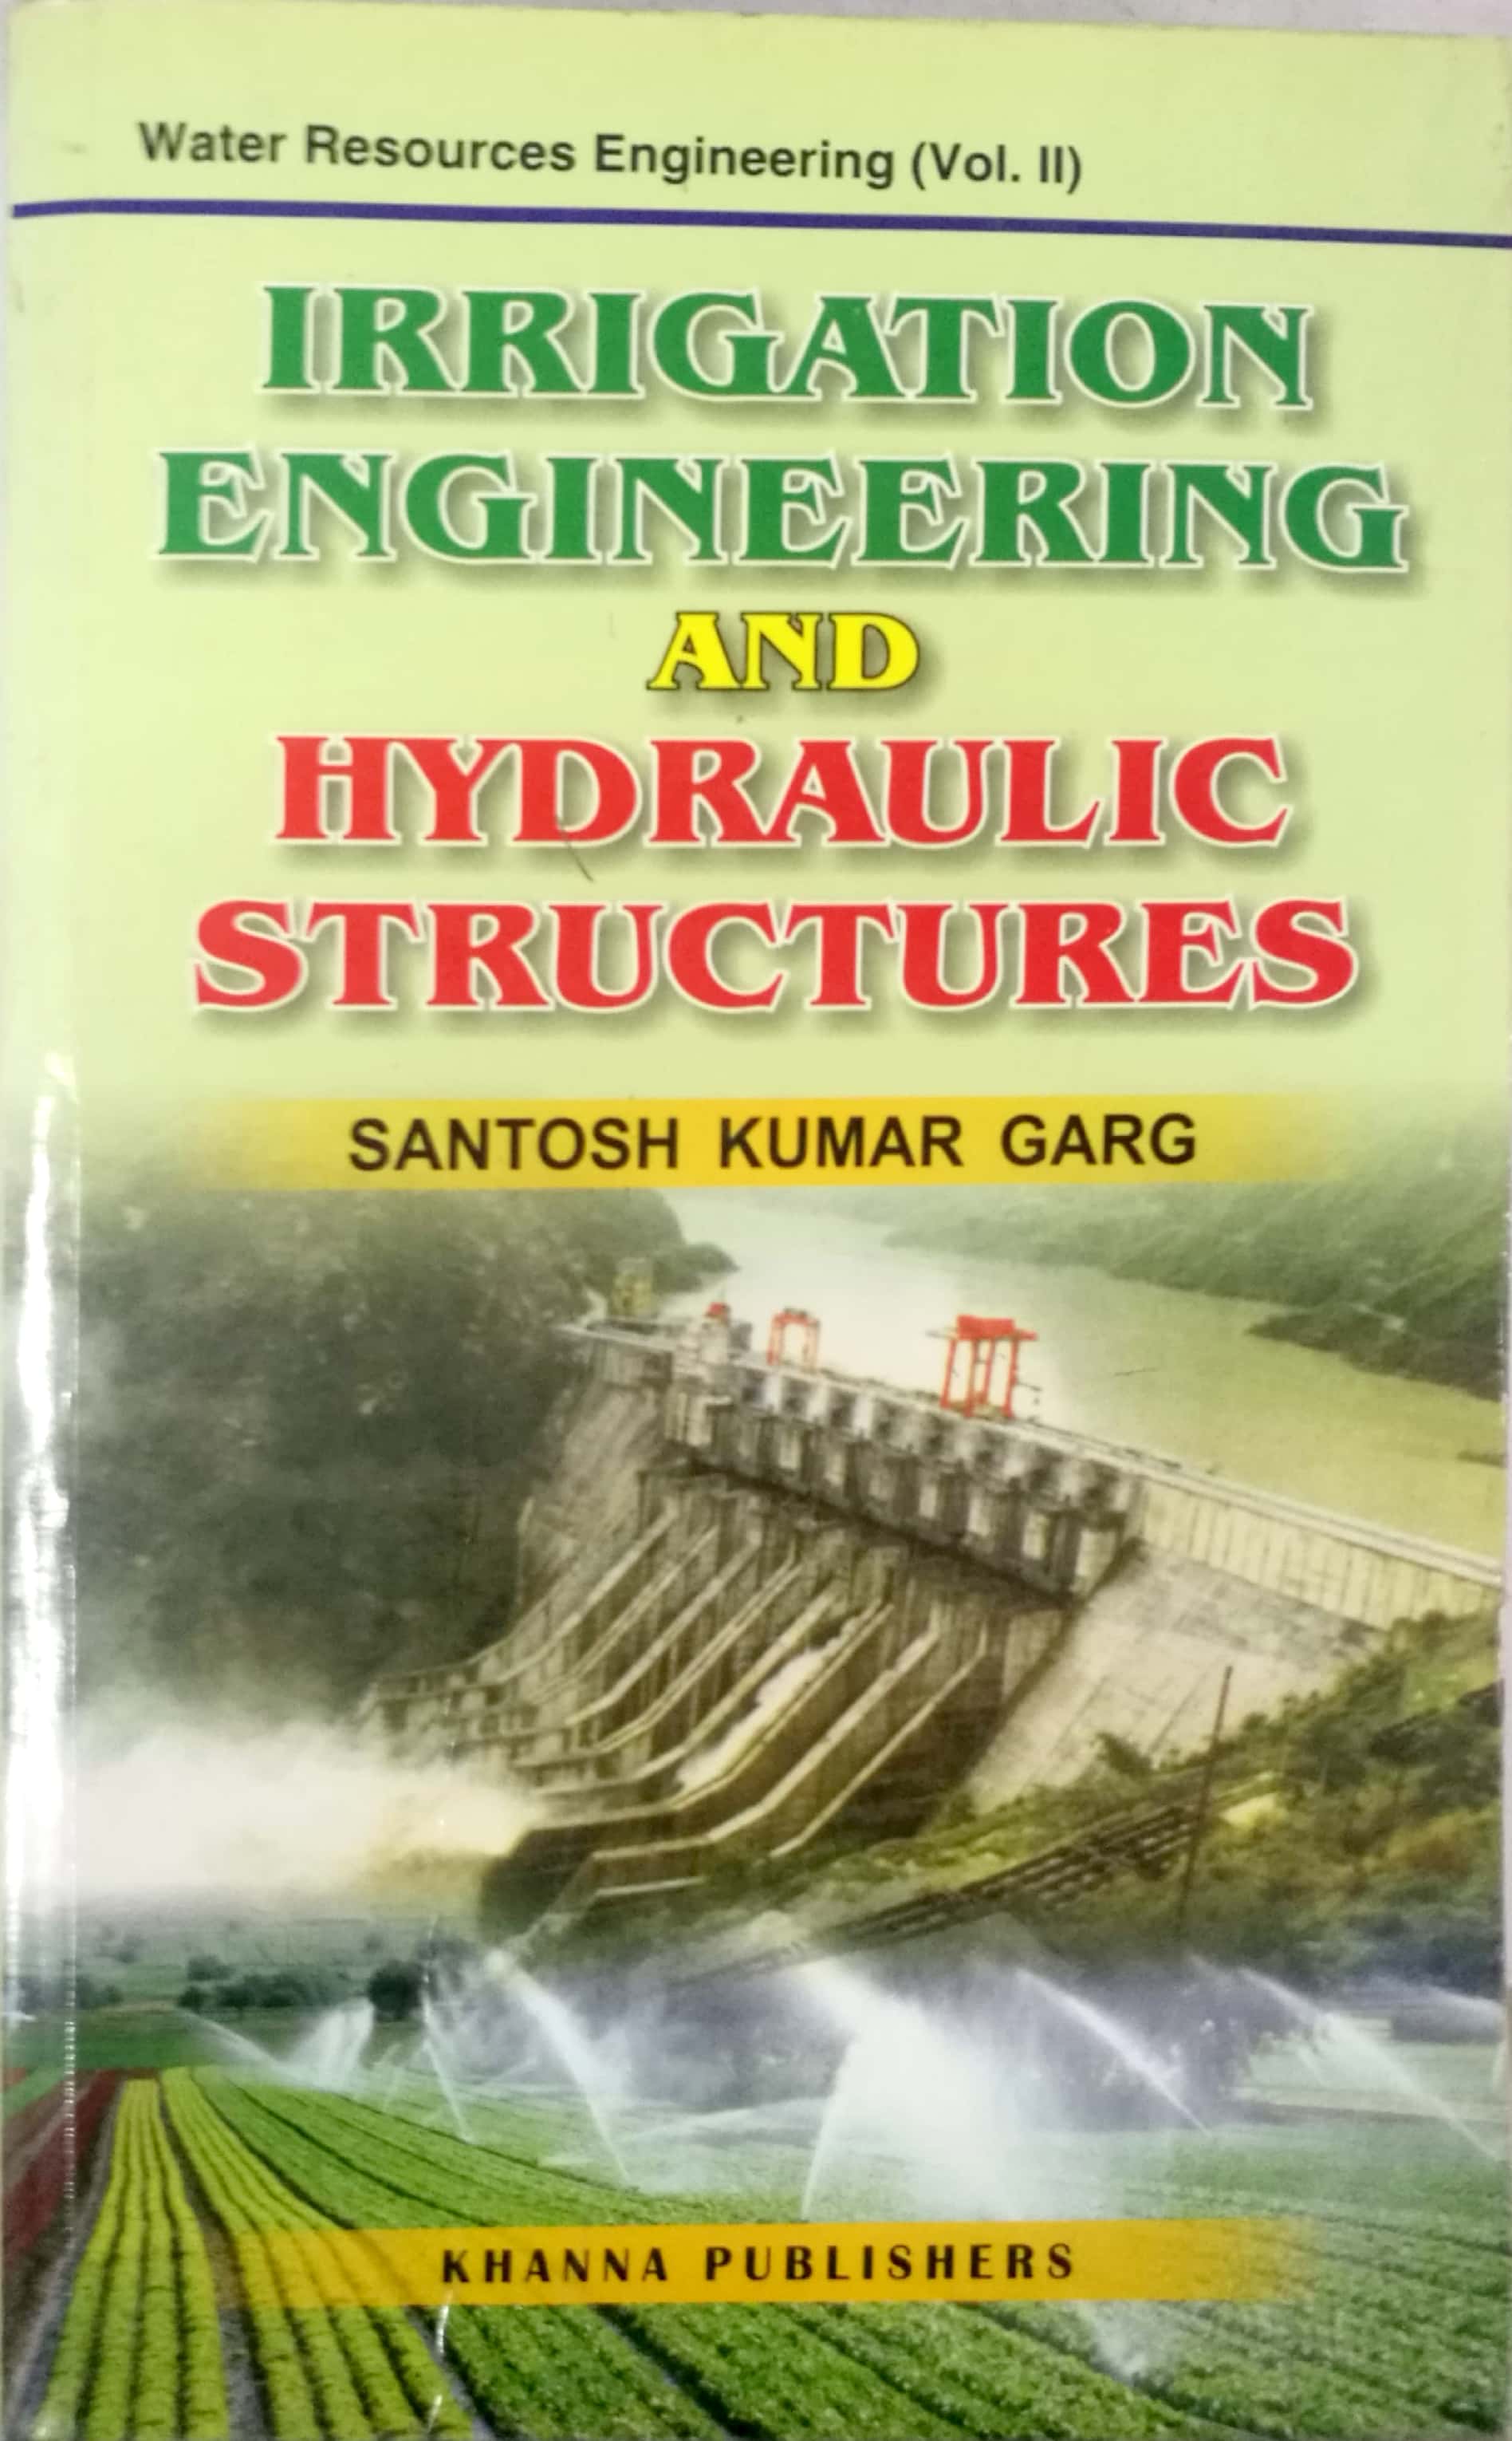 Water Resources Engineering (Vol. II)
IRRIGATION
ENGINEERING
AND
HYDRAULIC
STRUCTURES
SANTOSH KUMAR GARG
KHANNA PUBLISHERS